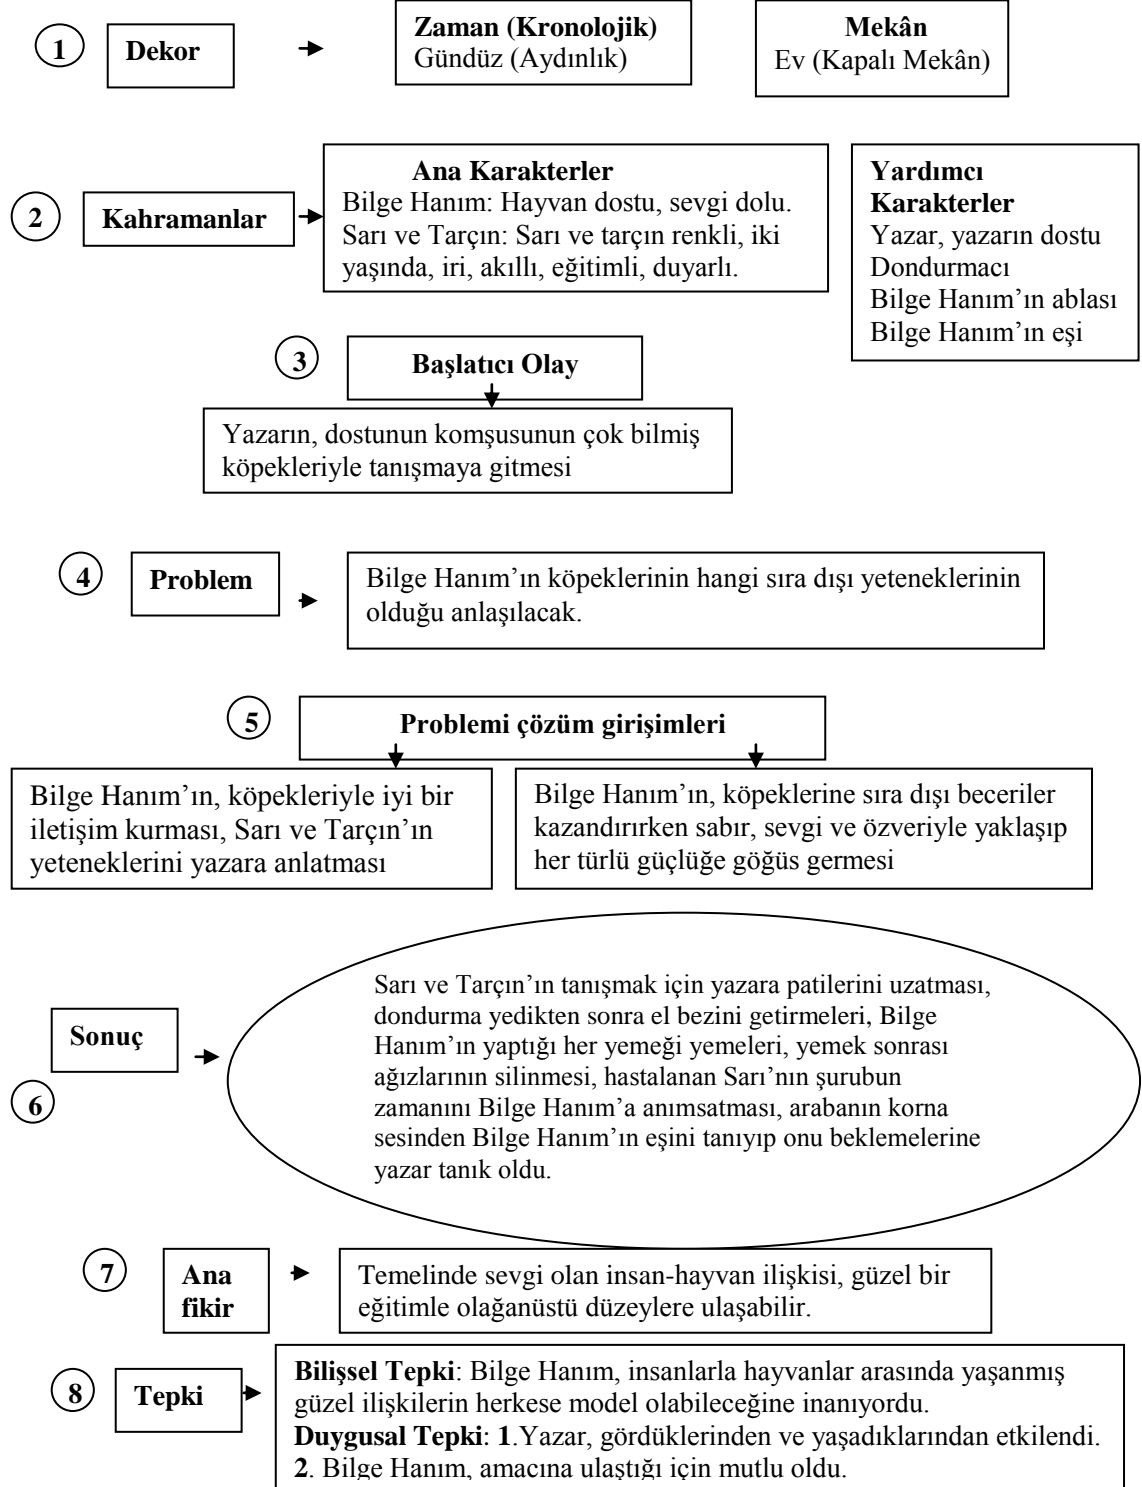 1
Dekor
Zaman (Kronolojik)
Gündüz (Aydınlık)
Mekân
Ev (Kapalı Mekân)
2
Kahramanlar
Ana Karakterler
Bilge Hanım: Hayvan dostu, sevgi dolu.
Sarı ve Tarçın: Sarı ve tarçın renkli, iki
yaşında, iri, akıllı, eğitimli, duyarlı.
Yardımcı
Karakterler
Yazar, yazarın dostu
Dondurmacı
Bilge Hanım’ın ablası
Bilge Hanım’ın eşi
3
Başlatıcı Olay
Yazarın, dostunun komşusunun çok bilmiş
köpekleriyle tanışmaya gitmesi
4
Problem
Bilge Hanım’ın köpeklerinin hangi sıra dışı yeteneklerinin
olduğu anlaşılacak.
5
Problemi çözüm girişimleri
Bilge Hanım’ın, köpekleriyle iyi bir
iletişim kurması, Sarı ve Tarçın’ın
yeteneklerini yazara anlatması
Bilge Hanım’ın, köpeklerine sıra dışı beceriler
kazandırırken sabır, sevgi ve özveriyle yaklaşıp
her türlü güçlüğe göğüs germesi
Sonuç
6
Sarı ve Tarçın’ın tanışmak için yazara patilerini uzatması,
dondurma yedikten sonra el bezini getirmeleri, Bilge
Hanım’ın yaptığı her yemeği yemeleri, yemek sonrası
ağızlarının silinmesi, hastalanan Sarı’nın şurubun
zamanını Bilge Hanım’a anımsatması, arabanın korna
sesinden Bilge Hanım’ın eşini tanıyıp onu beklemelerine
yazar tanık oldu.
7
Ana
fikir
Temelinde sevgi olan insan-hayvan ilişkisi, güzel bir
eğitimle olağanüstü düzeylere ulaşabilir.
8
Tepki
Bilişsel Tepki: Bilge Hanım, insanlarla hayvanlar arasında yaşanmış
güzel ilişkilerin herkese model olabileceğine inanıyordu.
Duygusal Tepki: 1.Yazar, gördüklerinden ve yaşadıklarından etkilendi.
2. Bilge Hanım, amacına ulaştığı için mutlu oldu.